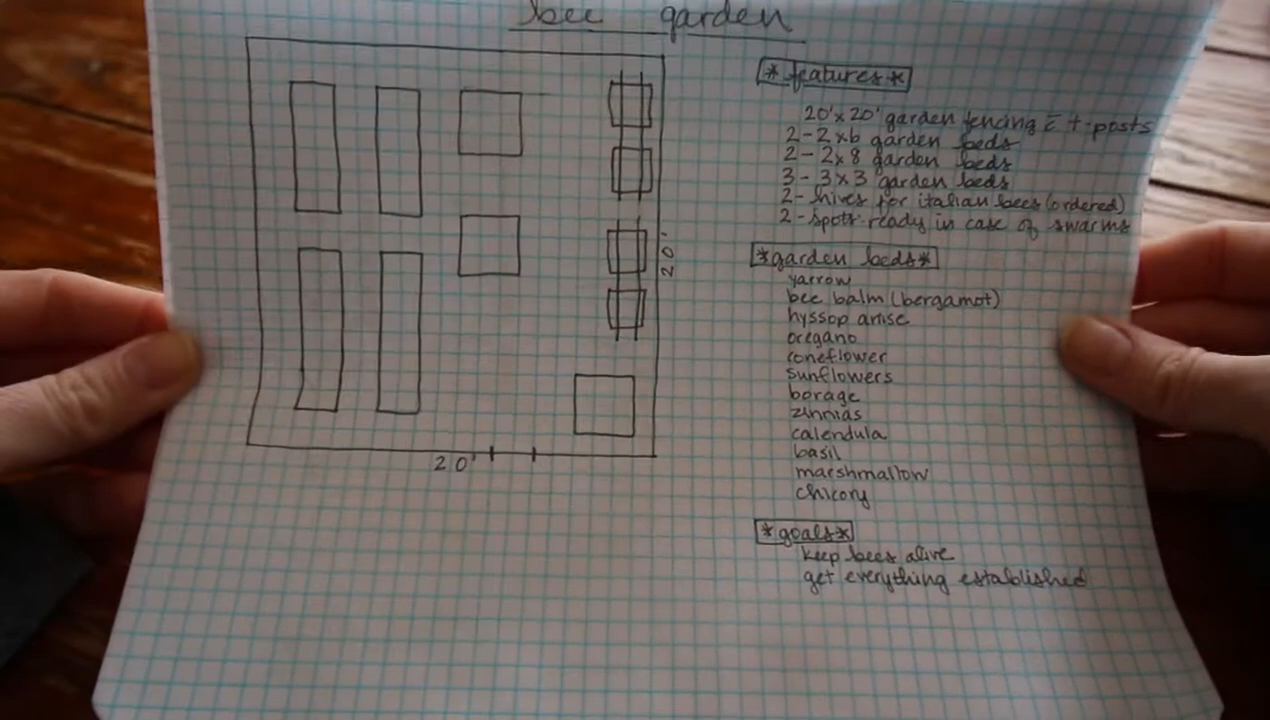 bee garden
*features*
20'x20' garden fencing c̄ t-posts
2-2x6 garden beds
2-2x8 garden beds
3-3x3 garden beds
2-hives for italian bees (ordered)
2-spots ready in case of swarms
20'
*garden beds*
yarrow
bee balm (bergamot)
hyssop anise
oregano
coneflower
sunflowers
borage
zinnias
calendula
basil
marshmallow
chicory
20'
*goals*
keep bees alive
get everything established